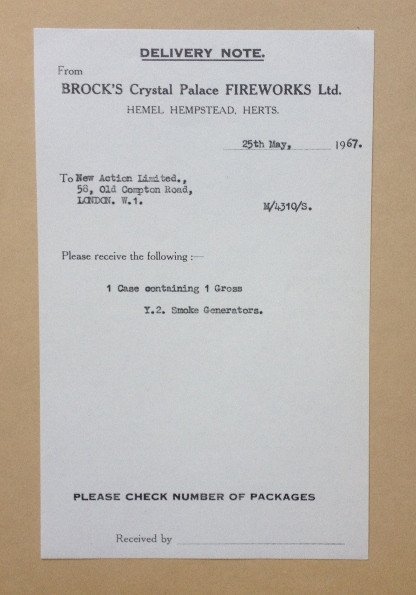 DELIVERY NOTE.
From
BROCK'S Crystal Palace FIREWORKS Ltd.
HEMEL HEMPSTEAD, HERTS.
25th May, 1967.
To New Action Limited.,
58, Old Compton Road,
LONDON. W.1.
M/4310/S.
Please receive the following :—
1 Case containing 1 Gross
Y.2. Smoke Generators.
PLEASE CHECK NUMBER OF PACKAGES
Received by